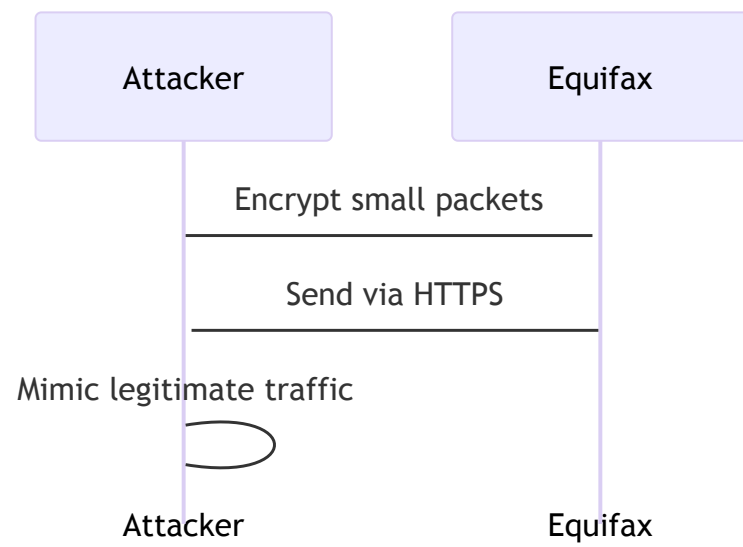 Attacker
Equifax
Encrypt small packets
Send via HTTPS
Mimic legitimate traffic
Attacker
Equifax